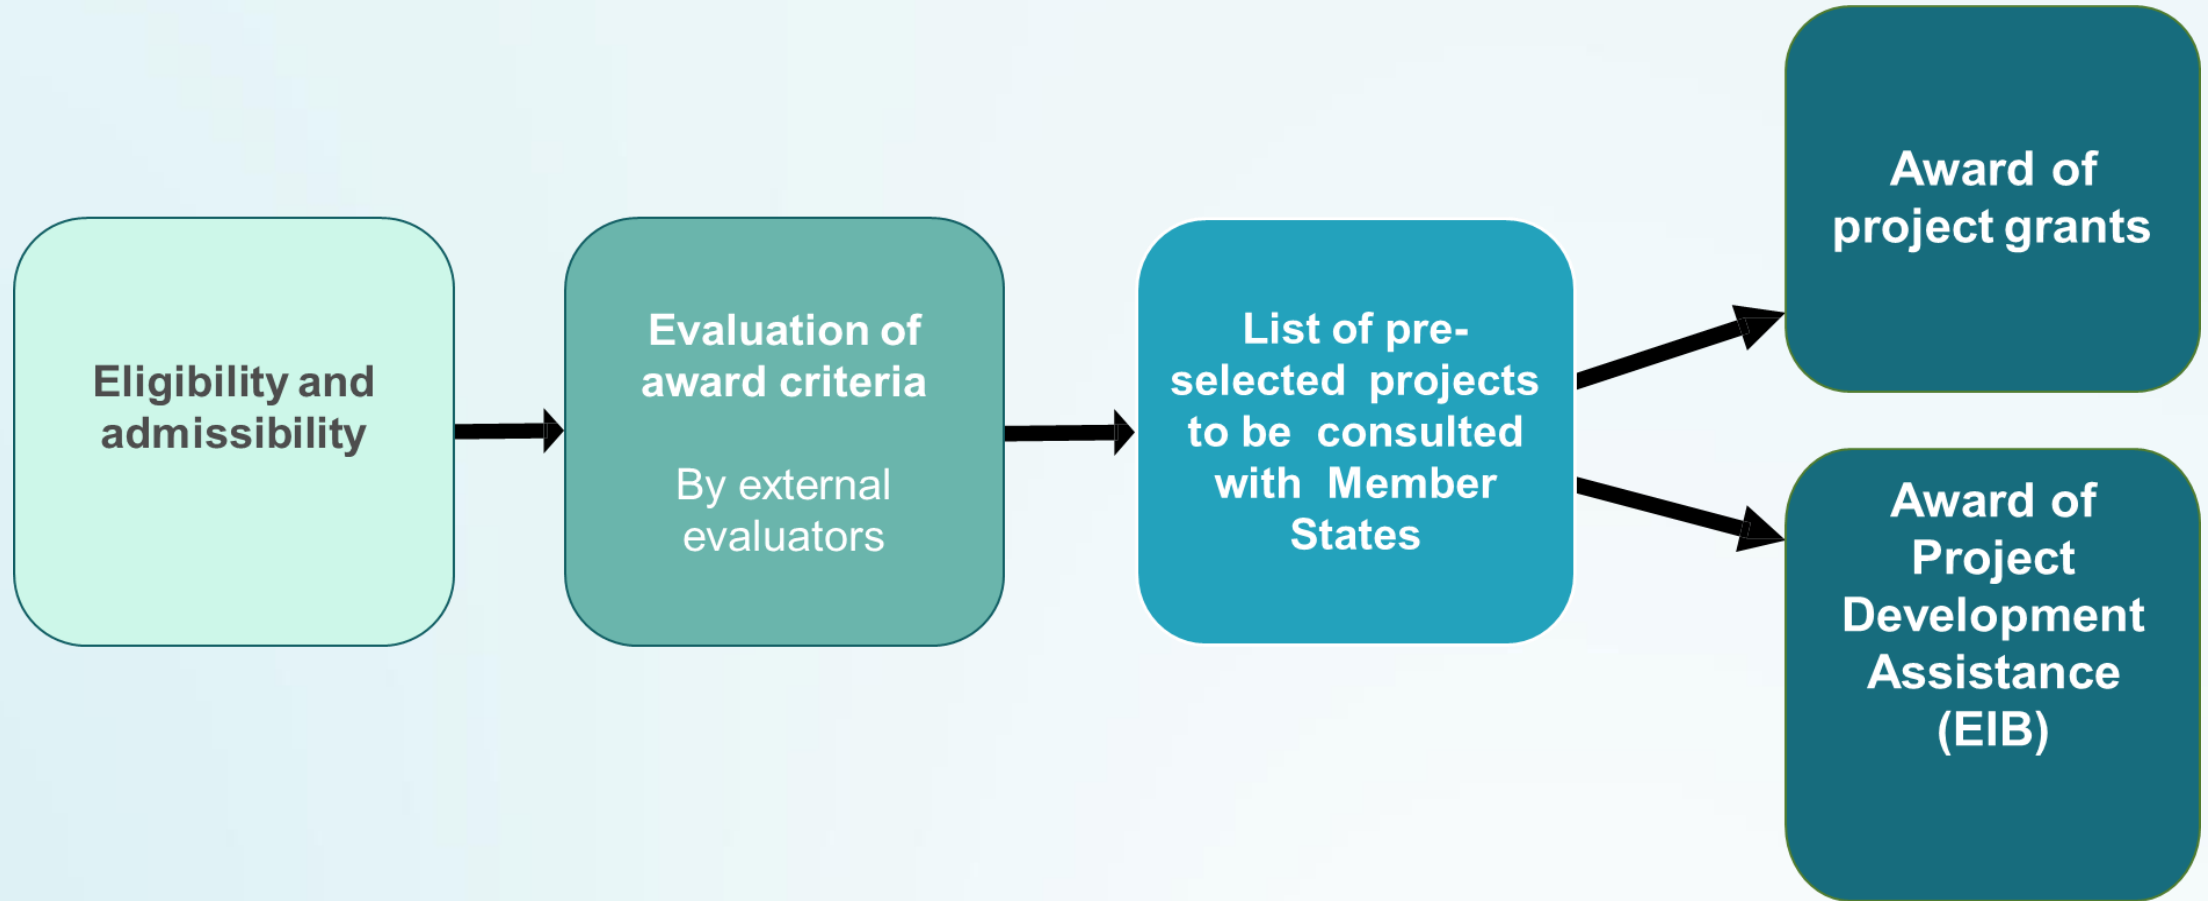 Eligibility and
admissibility
Evaluation of
award criteria
By external
evaluators
List of pre-
selected projects
to be consulted
with Member
States
Award of
project grants
Award of
Project
Development
Assistance
(EIB)